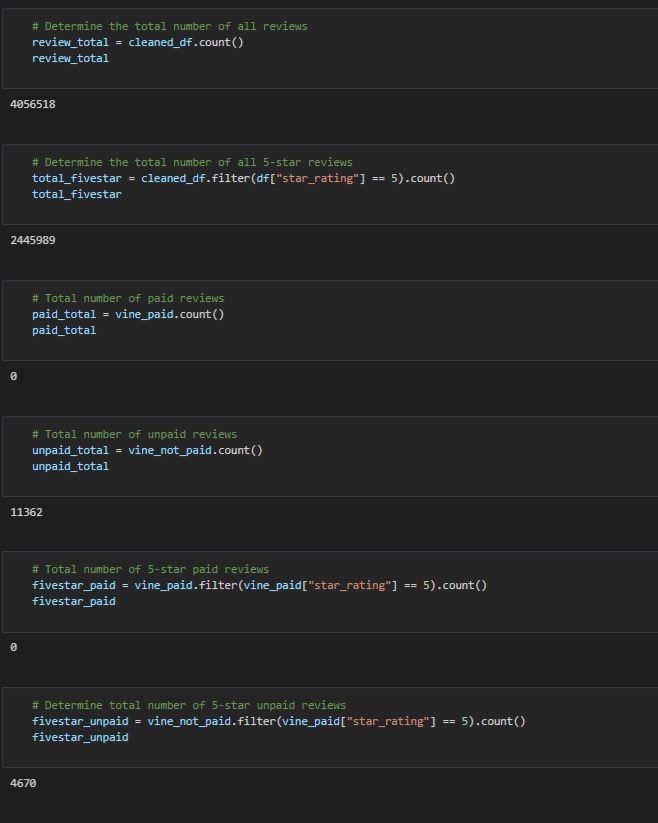 # Determine the total number of all reviews
review_total = cleaned_df.count()
review_total
4056518
# Determine the total number of all 5-star reviews
total_fivestar = cleaned_df.filter(df["star_rating"] == 5).count()
total_fivestar
2445989
# Total number of paid reviews
paid_total = vine_paid.count()
paid_total
0
# Total number of unpaid reviews
unpaid_total = vine_not_paid.count()
unpaid_total
11362
# Total number of 5-star paid reviews
fivestar_paid = vine_paid.filter(vine_paid["star_rating"] == 5).count()
fivestar_paid
0
# Determine total number of 5-star unpaid reviews
fivestar_unpaid = vine_not_paid.filter(vine_paid["star_rating"] == 5).count()
fivestar_unpaid
4670